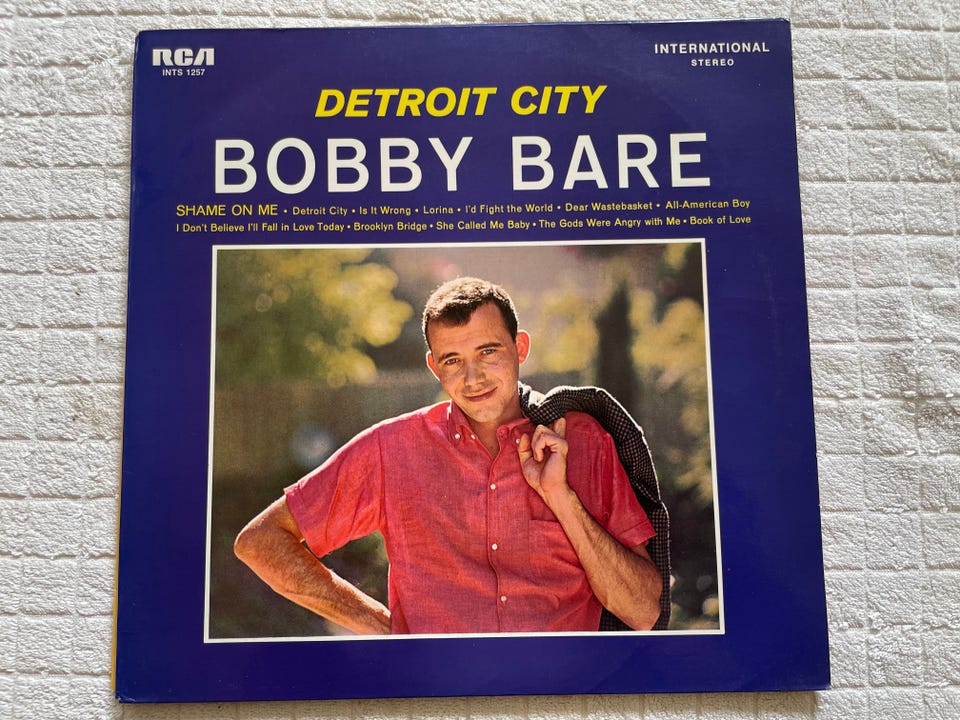 RCA
INTS 1257
INTERNATIONAL
STEREO
DETROIT CITY
BOBBY BARE
SHAME ON ME • Detroit City • Is It Wrong • Lorina • I'd Fight the World • Dear Wastebasket • All-American Boy
I Don't Believe I'll Fall in Love Today • Brooklyn Bridge • She Called Me Baby • The Gods Were Angry with Me • Book of Love